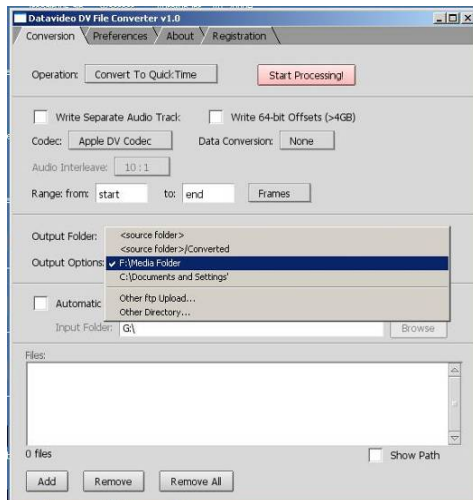 Datavideo DV File Converter v1.0
Conversion Preferences About Registration
Operation: Convert To QuickTime Start Processing!
Write Separate Audio Track Write 64-bit Offsets (>4GB)
Codec: Apple DV Codec Data Conversion: None
Audio Interleave: 10 : 1
Range: from: start to: end Frames
Output Folder: <source folder>
<source folder>/Converted
Output Options: ✓ F:\Media Folder
C:\Documents and Settings'
Other ftp Upload...
Automatic
Other Directory...
Input Folder: G:\ Browse
Files:
0 files Show Path
Add Remove Remove All